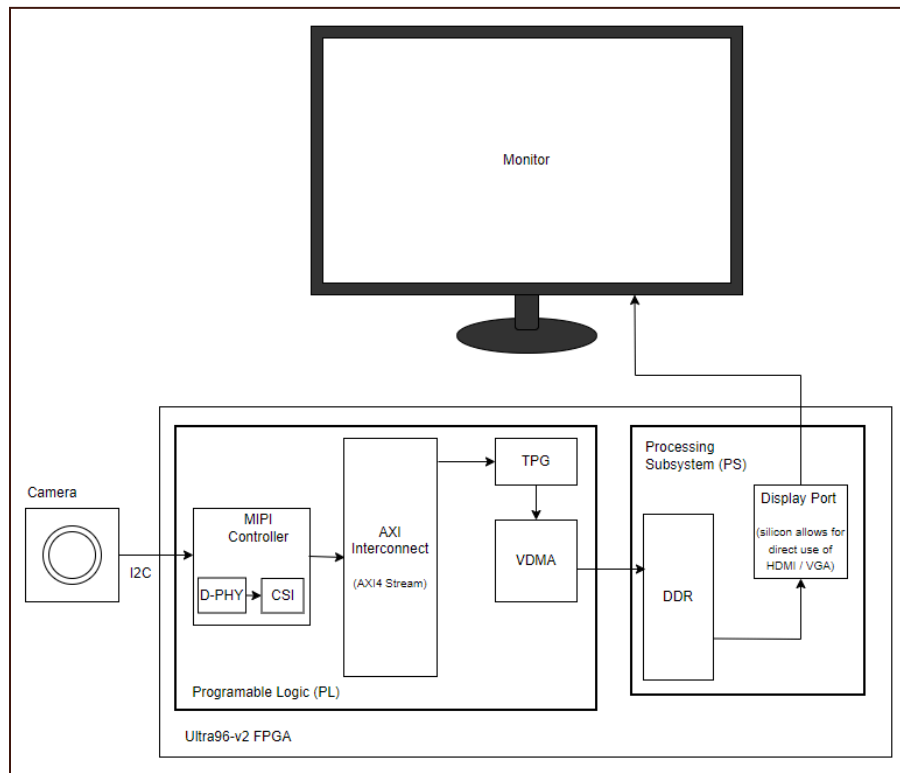 Monitor
Camera
I2C
MIPI
Controller
D-PHY
CSI
AXI
Interconnect
(AXI4 Stream)
TPG
VDMA
Programable Logic (PL)
Ultra96-v2 FPGA
Processing
Subsystem (PS)
DDR
Display Port
(silicon allows for
direct use of
HDMI / VGA)